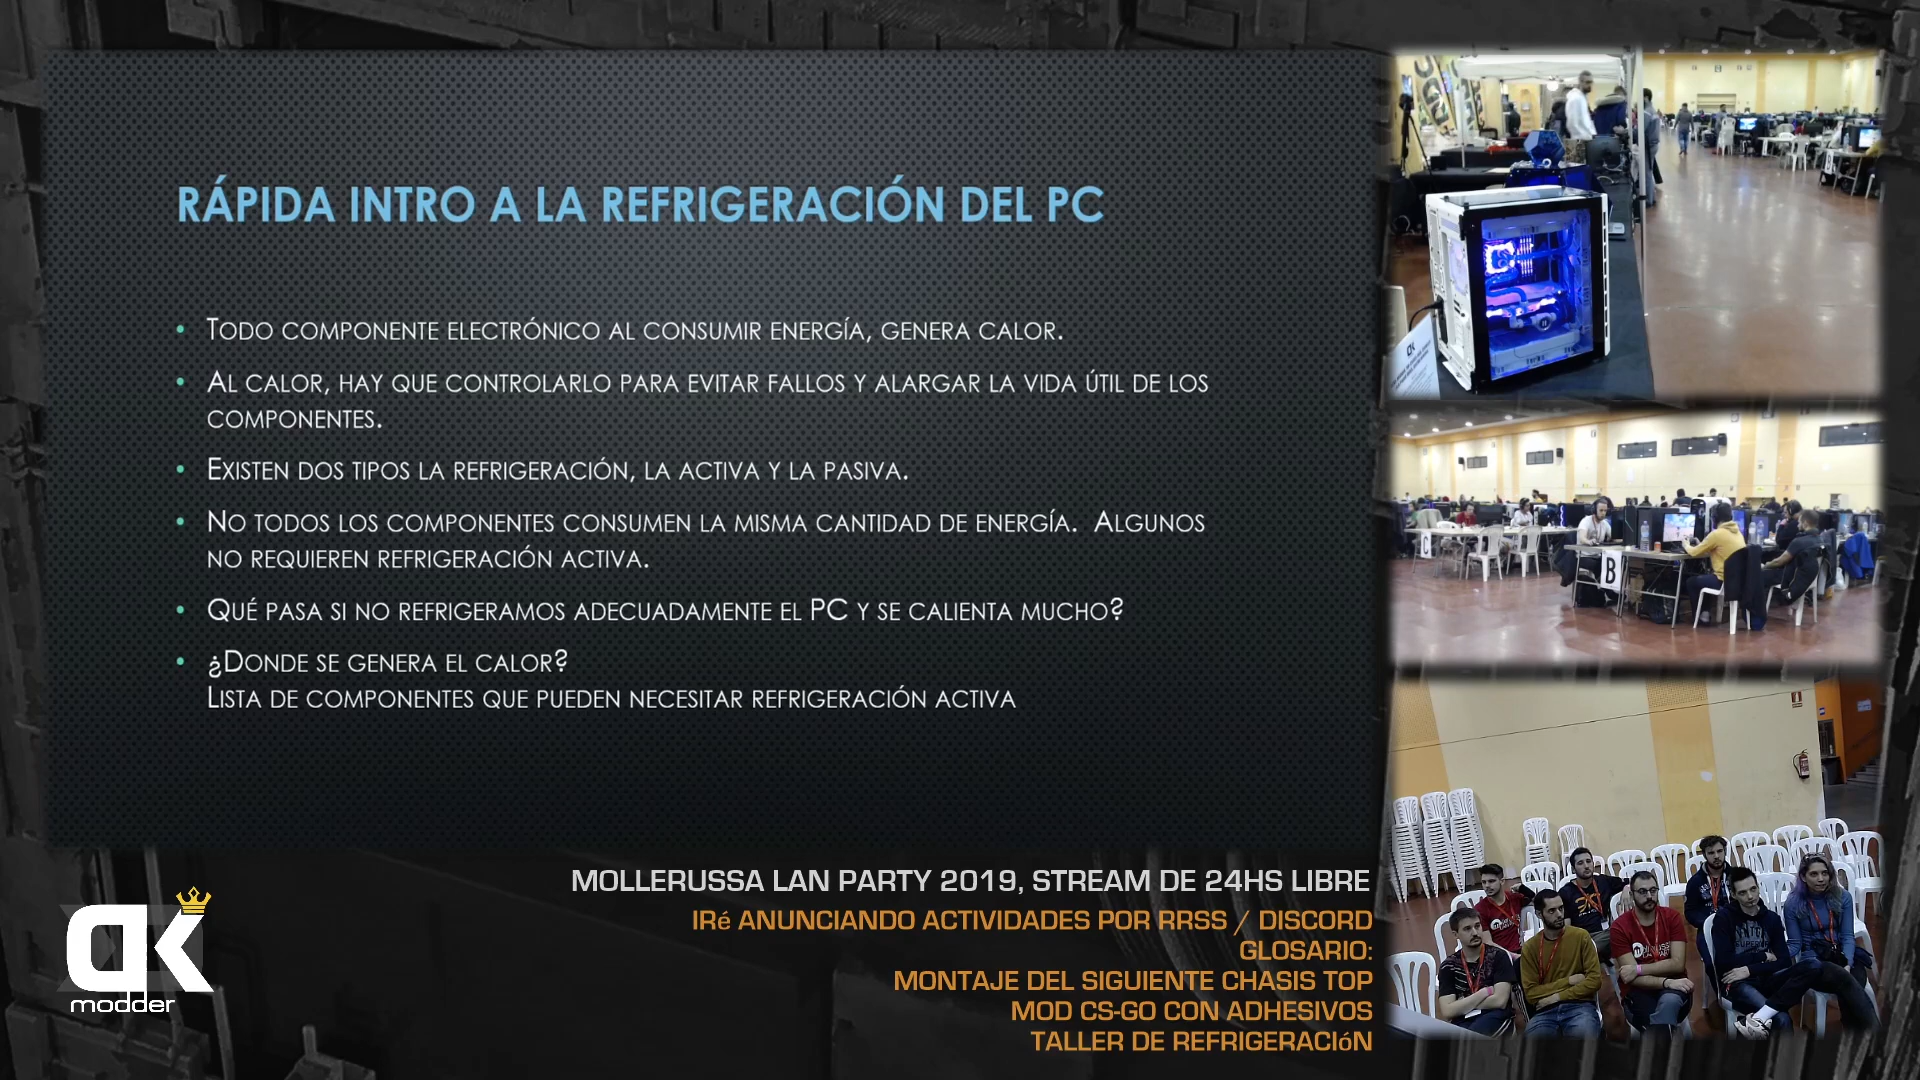 RÁPIDA INTRO A LA REFRIGERACIÓN DEL PC
• TODO COMPONENTE ELECTRÓNICO AL CONSUMIR ENERGÍA, GENERA CALOR.
• AL CALOR, HAY QUE CONTROLARLO PARA EVITAR FALLOS Y ALARGAR LA VIDA ÚTIL DE LOS
COMPONENTES.
• EXISTEN DOS TIPOS LA REFRIGERACIÓN, LA ACTIVA Y LA PASIVA.
• NO TODOS LOS COMPONENTES CONSUMEN LA MISMA CANTIDAD DE ENERGÍA. ALGUNOS
NO REQUIEREN REFRIGERACIÓN ACTIVA.
• QUÉ PASA SI NO REFRIGERAMOS ADECUADAMENTE EL PC Y SE CALIENTA MUCHO?
• ¿DONDE SE GENERA EL CALOR?
LISTA DE COMPONENTES QUE PUEDEN NECESITAR REFRIGERACIÓN ACTIVA
C
B
MOLLERUSSA LAN PARTY 2019, STREAM DE 24HS LIBRE
IRé ANUNCIANDO ACTIVIDADES POR RRSS / DISCORD
GLOSARIO:
MONTAJE DEL SIGUIENTE CHASIS TOP
MOD CS-GO CON ADHESIVOS
TALLER DE REFRIGERACIóN
DK
modder